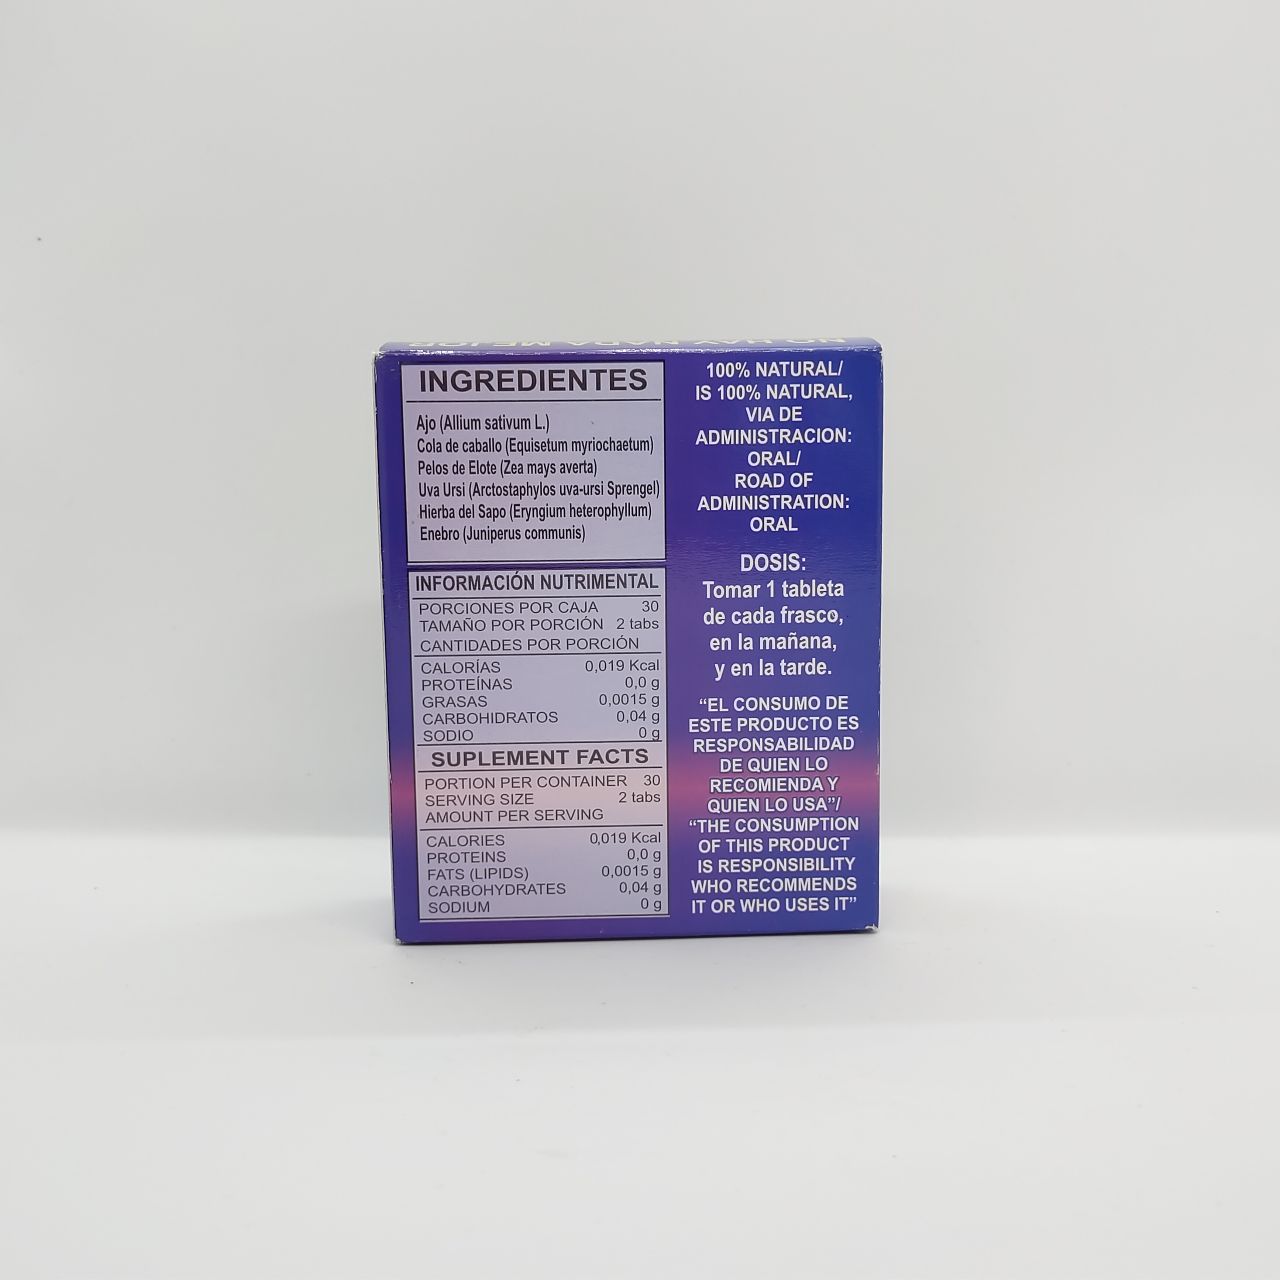 NO HAY NADA MEJOR
INGREDIENTES
Ajo (Allium sativum L.)
Cola de caballo (Equisetum myriochaetum)
Pelos de Elote (Zea mays averta)
Uva Ursi (Arctostaphylos uva-ursi Sprengel)
Hierba del Sapo (Eryngium heterophyllum)
Enebro (Juniperus communis)
INFORMACIÓN NUTRIMENTAL
PORCIONES POR CAJA 30
TAMAÑO POR PORCIÓN 2 tabs
CANTIDADES POR PORCIÓN
CALORÍAS 0,019 Kcal
PROTEÍNAS 0,0 g
GRASAS 0,0015 g
CARBOHIDRATOS 0,04 g
SODIO 0 g
SUPLEMENT FACTS
PORTION PER CONTAINER 30
SERVING SIZE 2 tabs
AMOUNT PER SERVING
CALORIES 0,019 Kcal
PROTEINS 0,0 g
FATS (LIPIDS) 0,0015 g
CARBOHYDRATES 0,04 g
SODIUM 0 g
100% NATURAL/
IS 100% NATURAL,
VIA DE
ADMINISTRACION:
ORAL/
ROAD OF
ADMINISTRATION:
ORAL
DOSIS:
Tomar 1 tableta
de cada frasco,
en la mañana,
y en la tarde.
“EL CONSUMO DE
ESTE PRODUCTO ES
RESPONSABILIDAD
DE QUIEN LO
RECOMIENDA Y
QUIEN LO USA”/
“THE CONSUMPTION
OF THIS PRODUCT
IS RESPONSIBILITY
WHO RECOMMENDS
IT OR WHO USES IT”